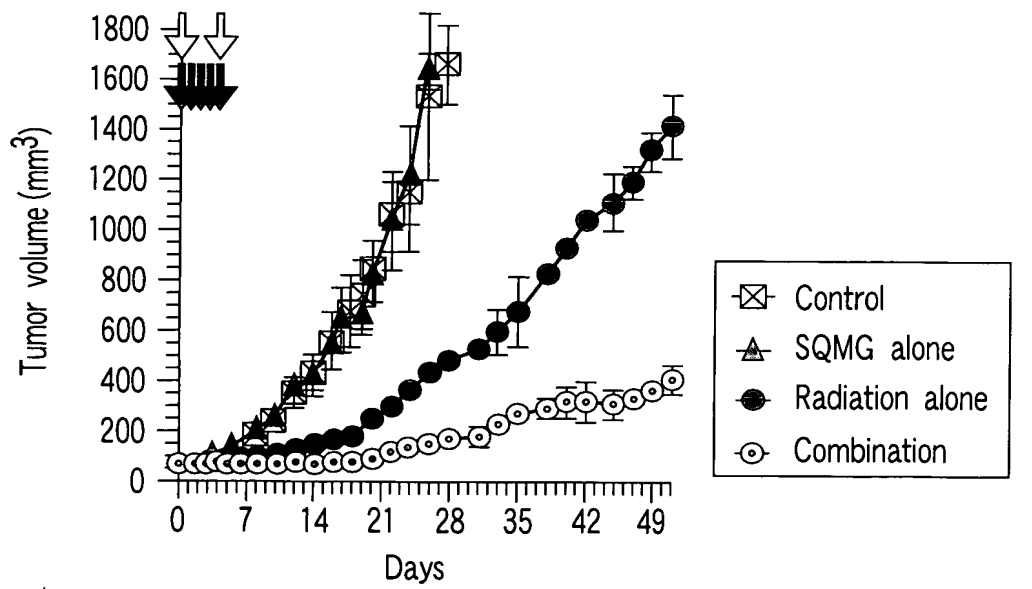 1800
1600
1400
1200
1000
800
600
400
200
0
Tumor volume (mm3)
0 7 14 21 28 35 42 49
Days
Control
SQMG alone
Radiation alone
Combination